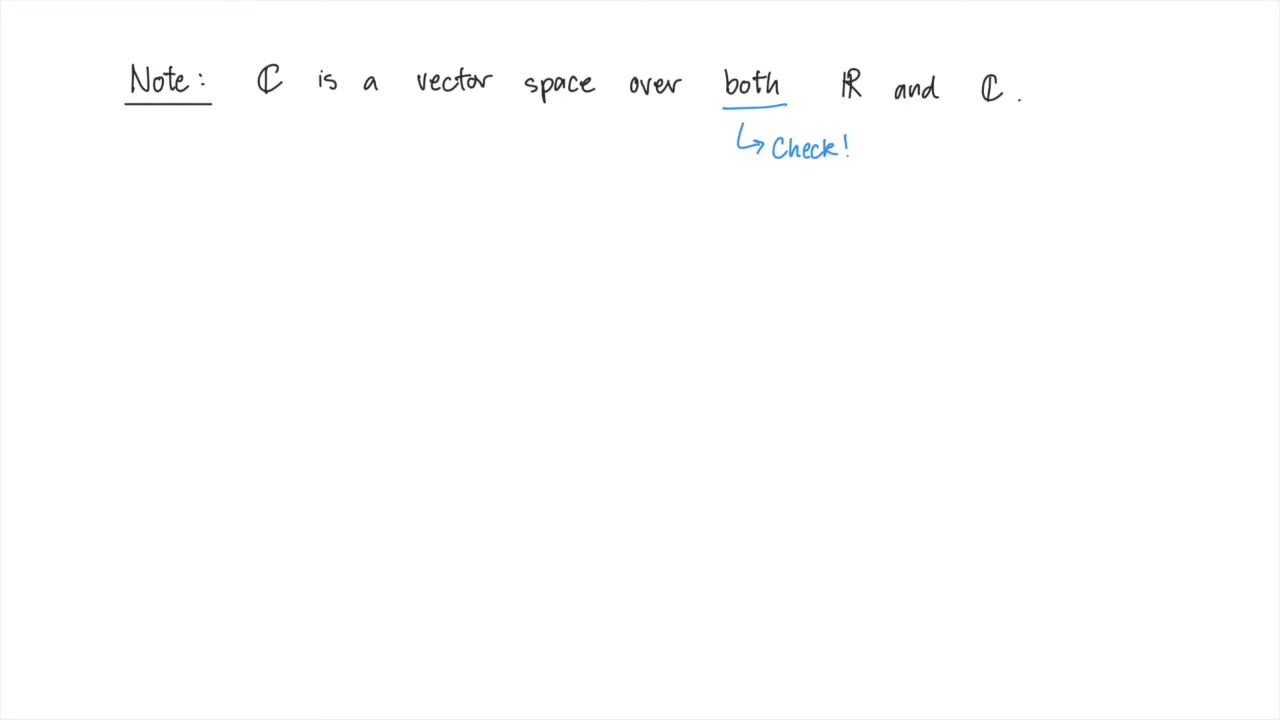 Note: ℂ is a vector space over both ℝ and ℂ.
↳ Check!